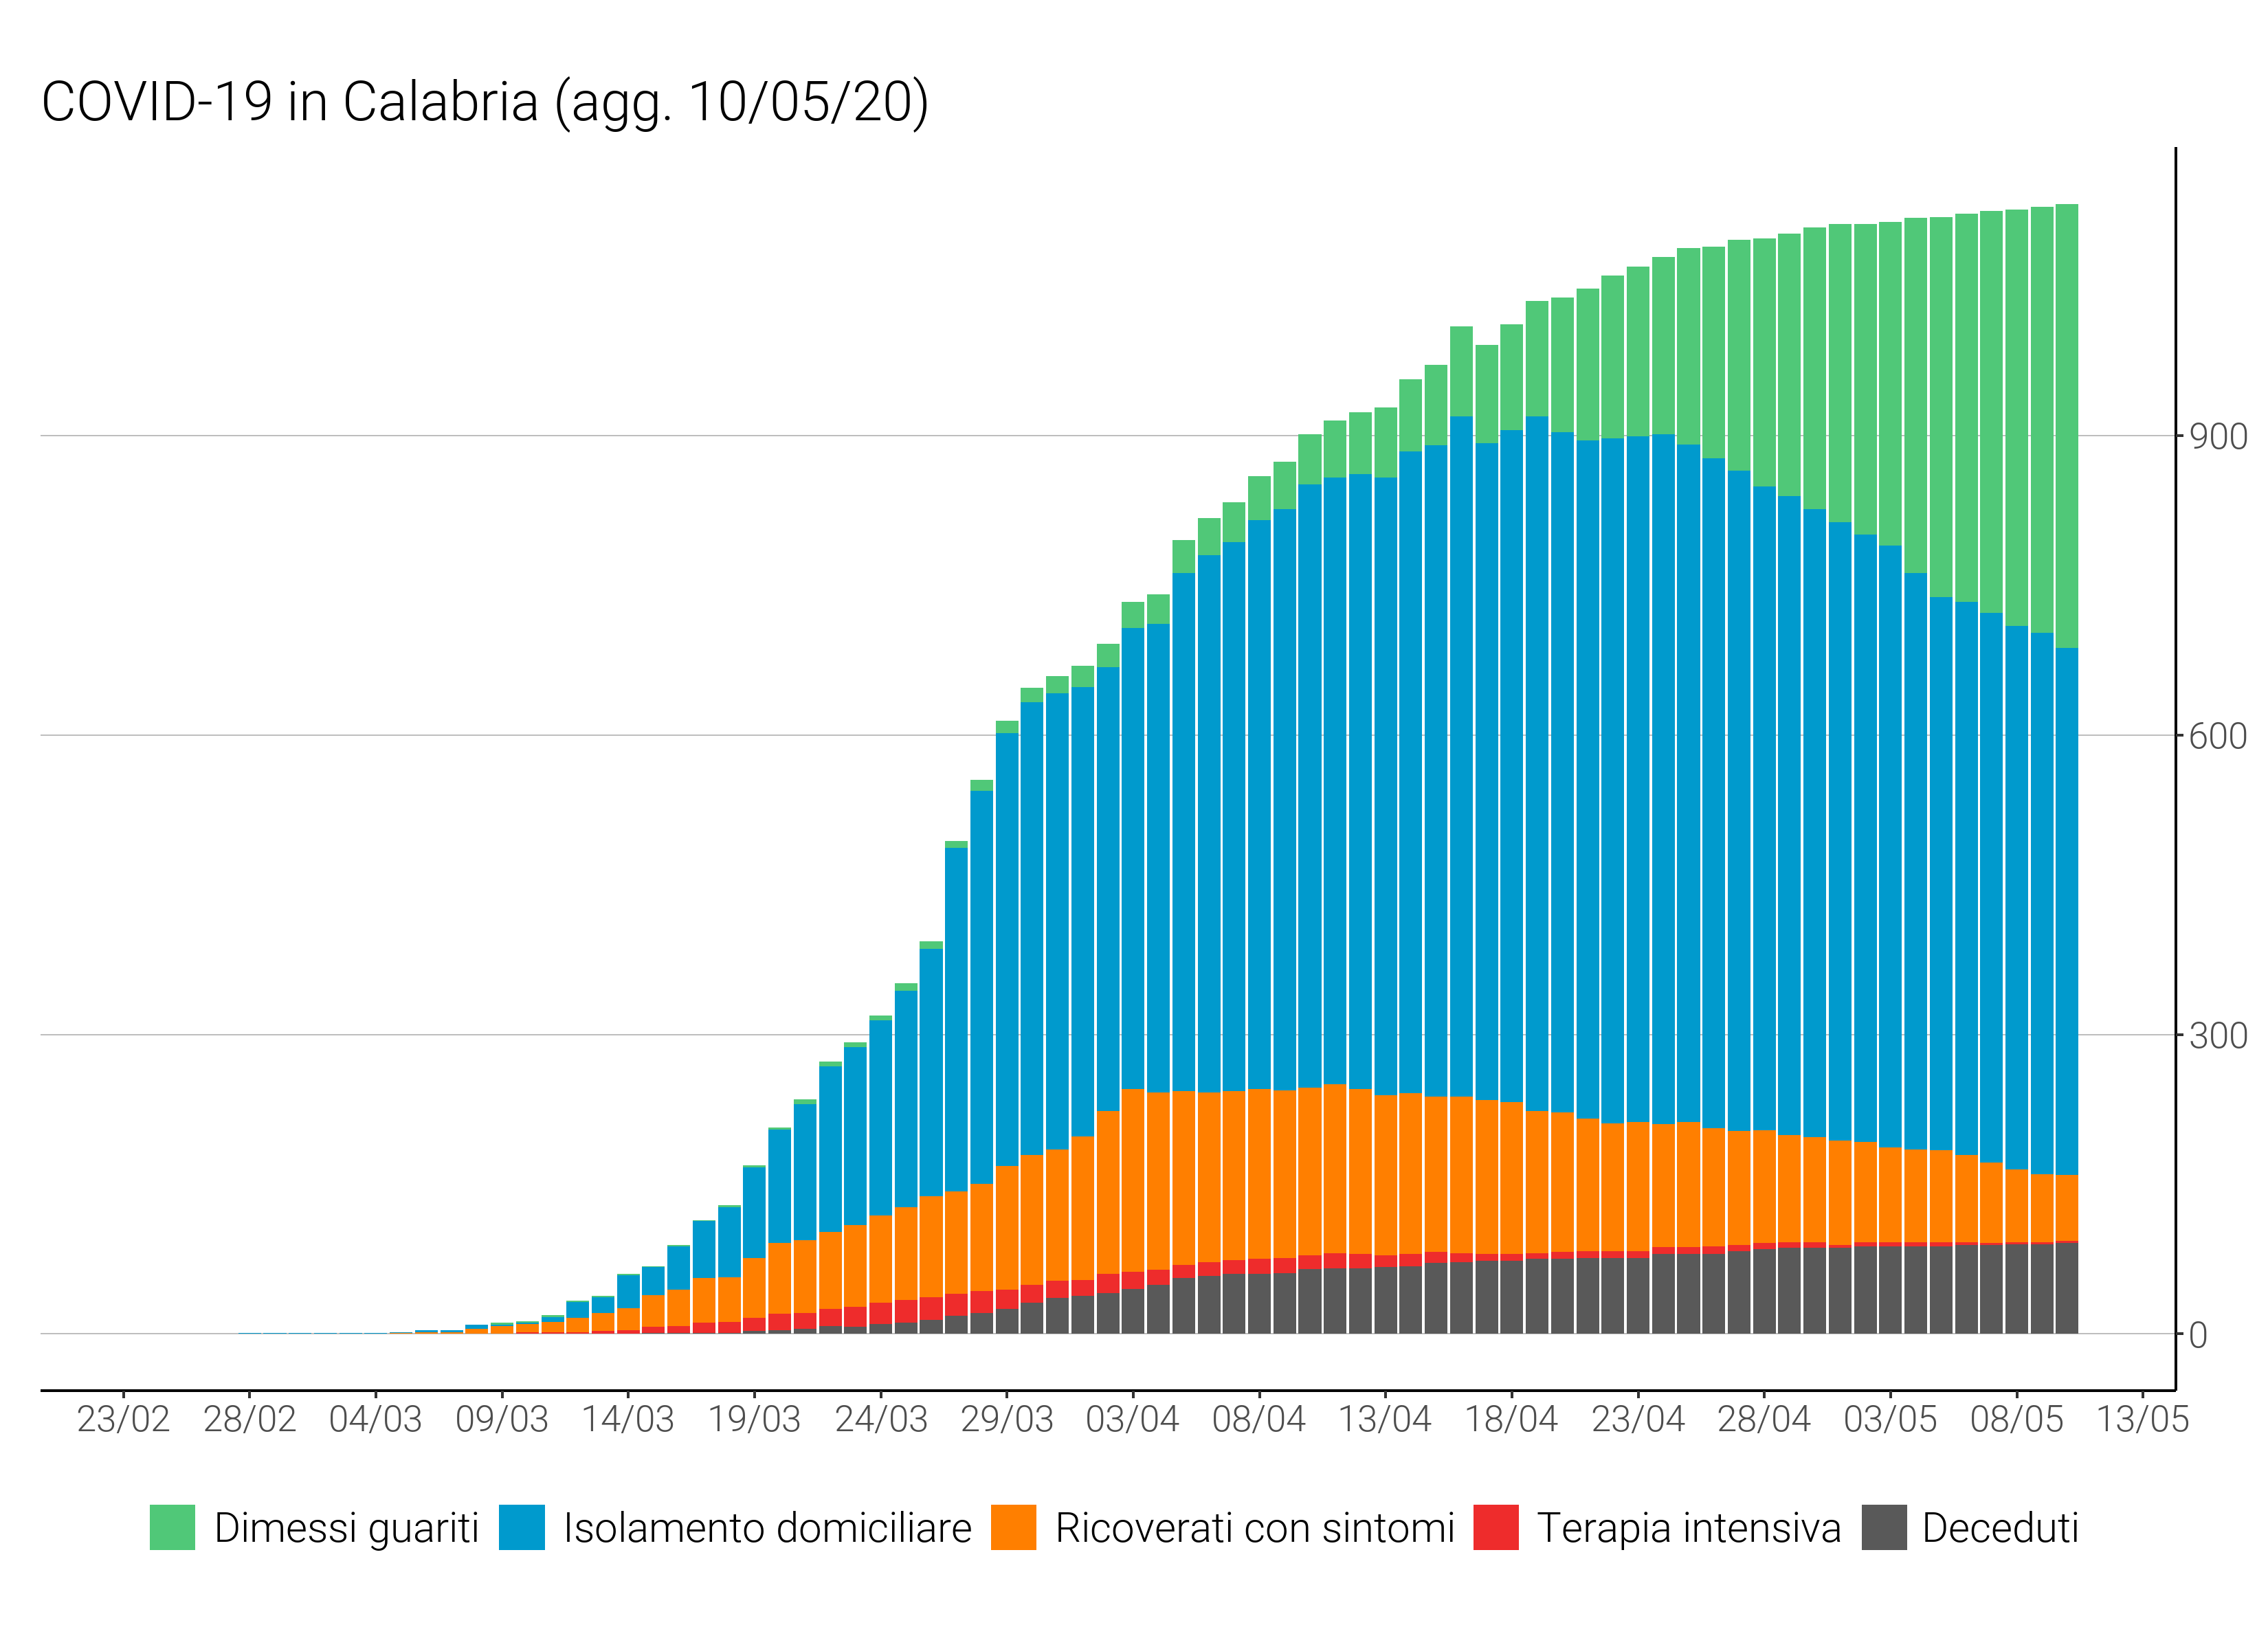 COVID-19 in Calabria (agg. 10/05/20)
900
600
300
0
23/02 28/02 04/03 09/03 14/03 19/03 24/03 29/03 03/04 08/04 13/04 18/04 23/04 28/04 03/05 08/05 13/05
Dimessi guariti Isolamento domiciliare Ricoverati con sintomi Terapia intensiva Deceduti